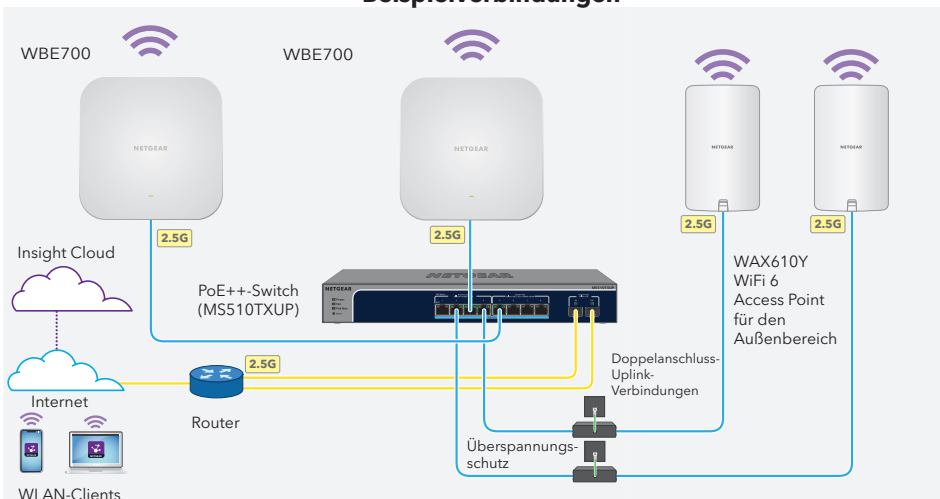 Beispielverbindungen
WBE700
WBE700
NETGEAR
NETGEAR
NETGEAR
NETGEAR
2.5G
2.5G
2.5G
2.5G
Insight Cloud
PoE++-Switch
(MS510TXUP)
NETGEAR
NETGEAR
MS510TXUP
WAX610Y
WiFi 6
Access Point
für den
Außenbereich
2.5G
Doppelanschluss-
Uplink-
Verbindungen
Internet
Router
Überspannungs-
schutz
WLAN-Clients